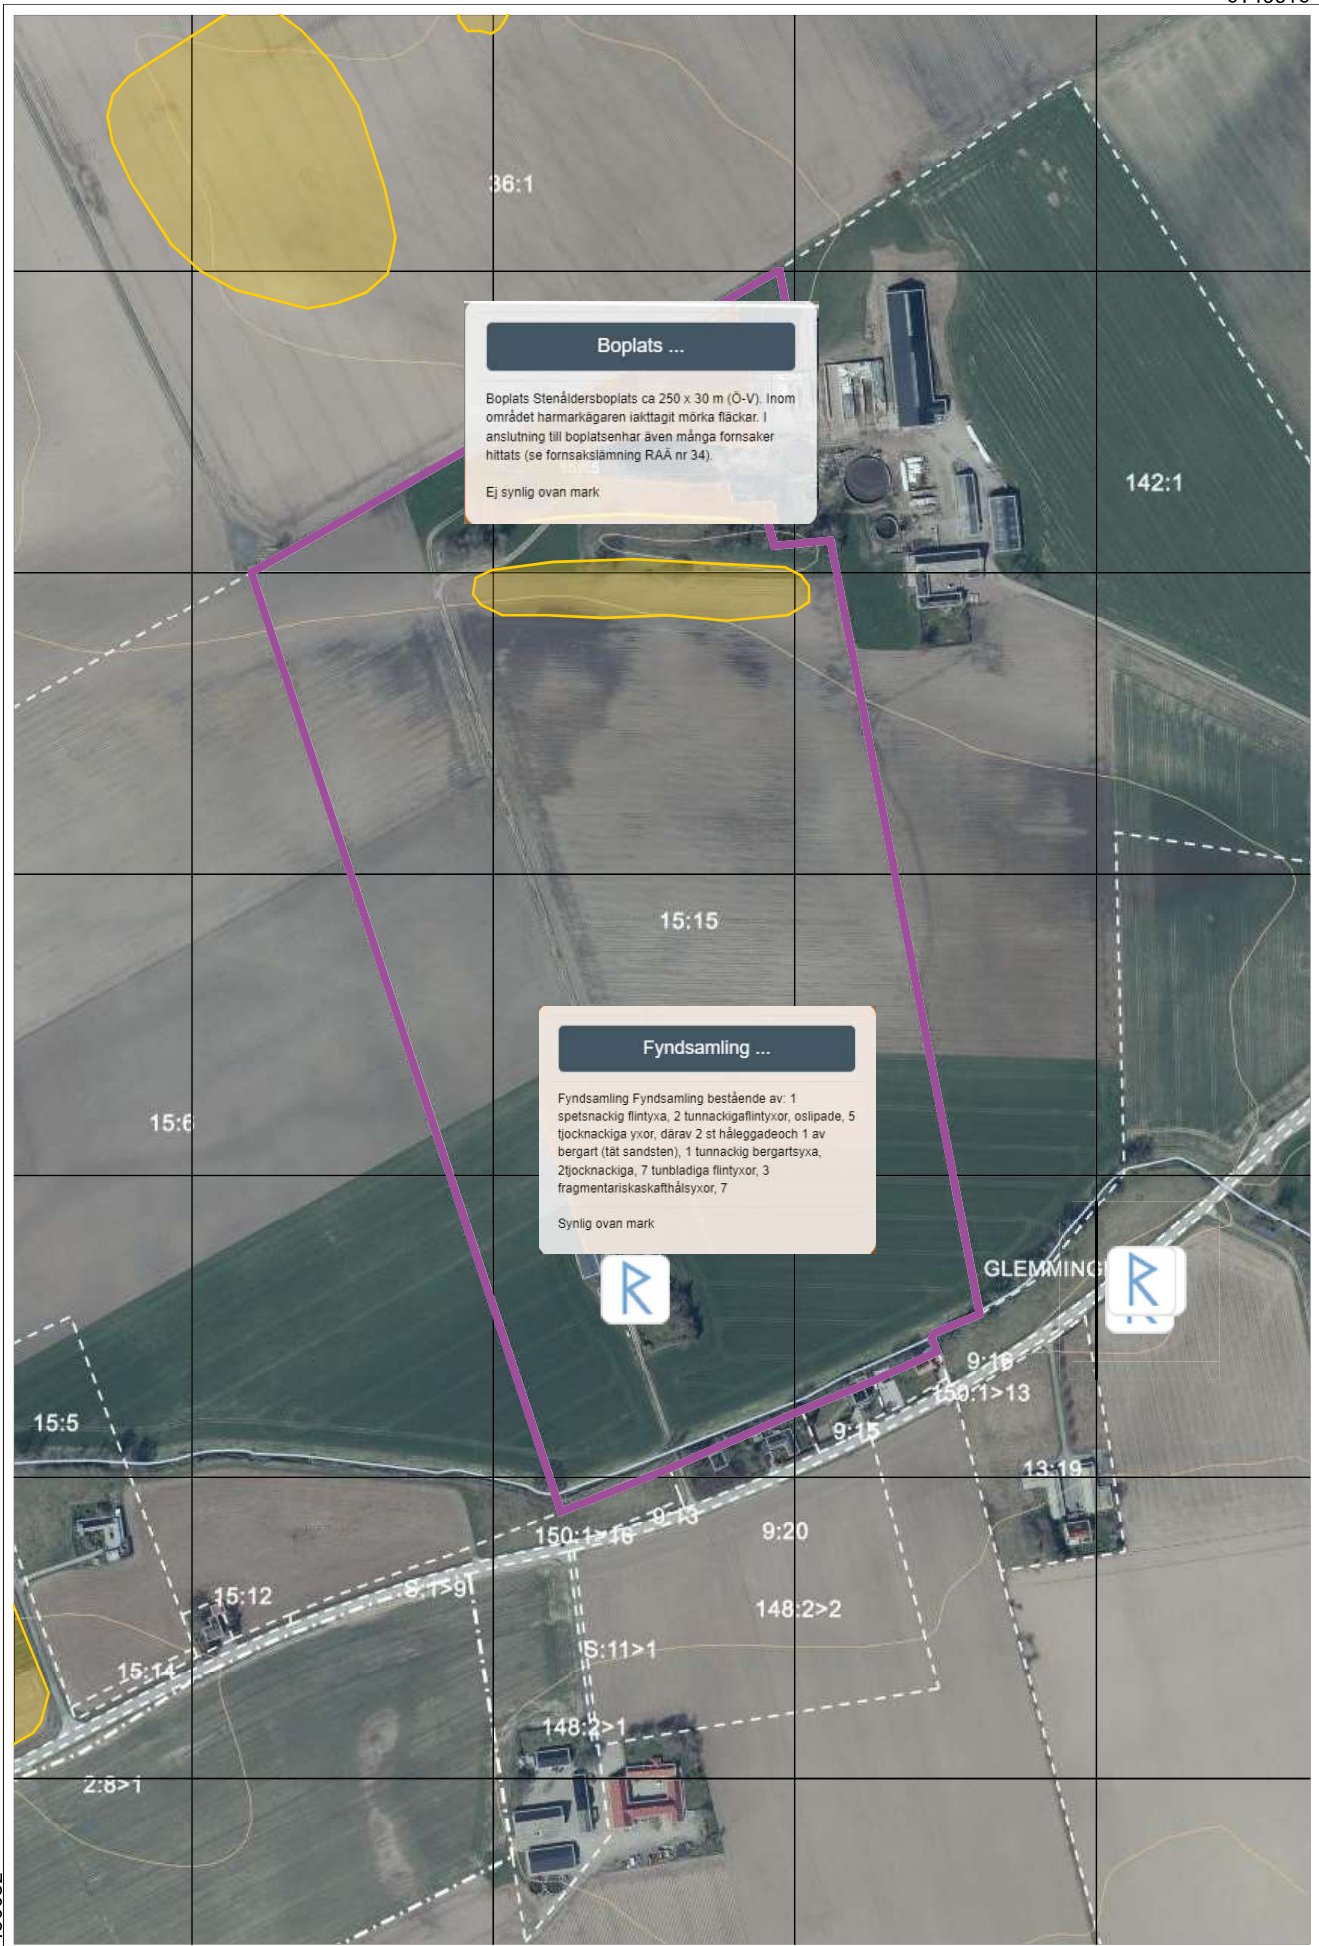 36:1
Boplats ...
Boplats Stenåldersboplats ca 250 x 30 m (Ö-V). Inom
området harmarkägaren iakttagit mörka fläckar. I
anslutning till boplatsenhar även många fornsaker
hittats (se fornsakslämning RAÄ nr 34).
Ej synlig ovan mark
142:1
15:15
Fyndsamling ...
Fyndsamling Fyndsamling bestående av: 1
spetsnackig flintyxa, 2 tunnackigaflintyxor, oslipade, 5
tjocknackiga yxor, därav 2 st håleggadeoch 1 av
bergart (tät sandsten), 1 tunnackig bergartsyxa,
2tjocknackiga, 7 tunbladiga flintyxor, 3
fragmentariskaskafthålsyxor, 7
Synlig ovan mark
15:6
GLEMMING
R
R
9:16
150:1>13
15:5
9:15
13:19
9:13
150:1>16
9:20
S:1>9
15:12
148:2>2
S:11>1
15:14
148:2>1
2:8>1